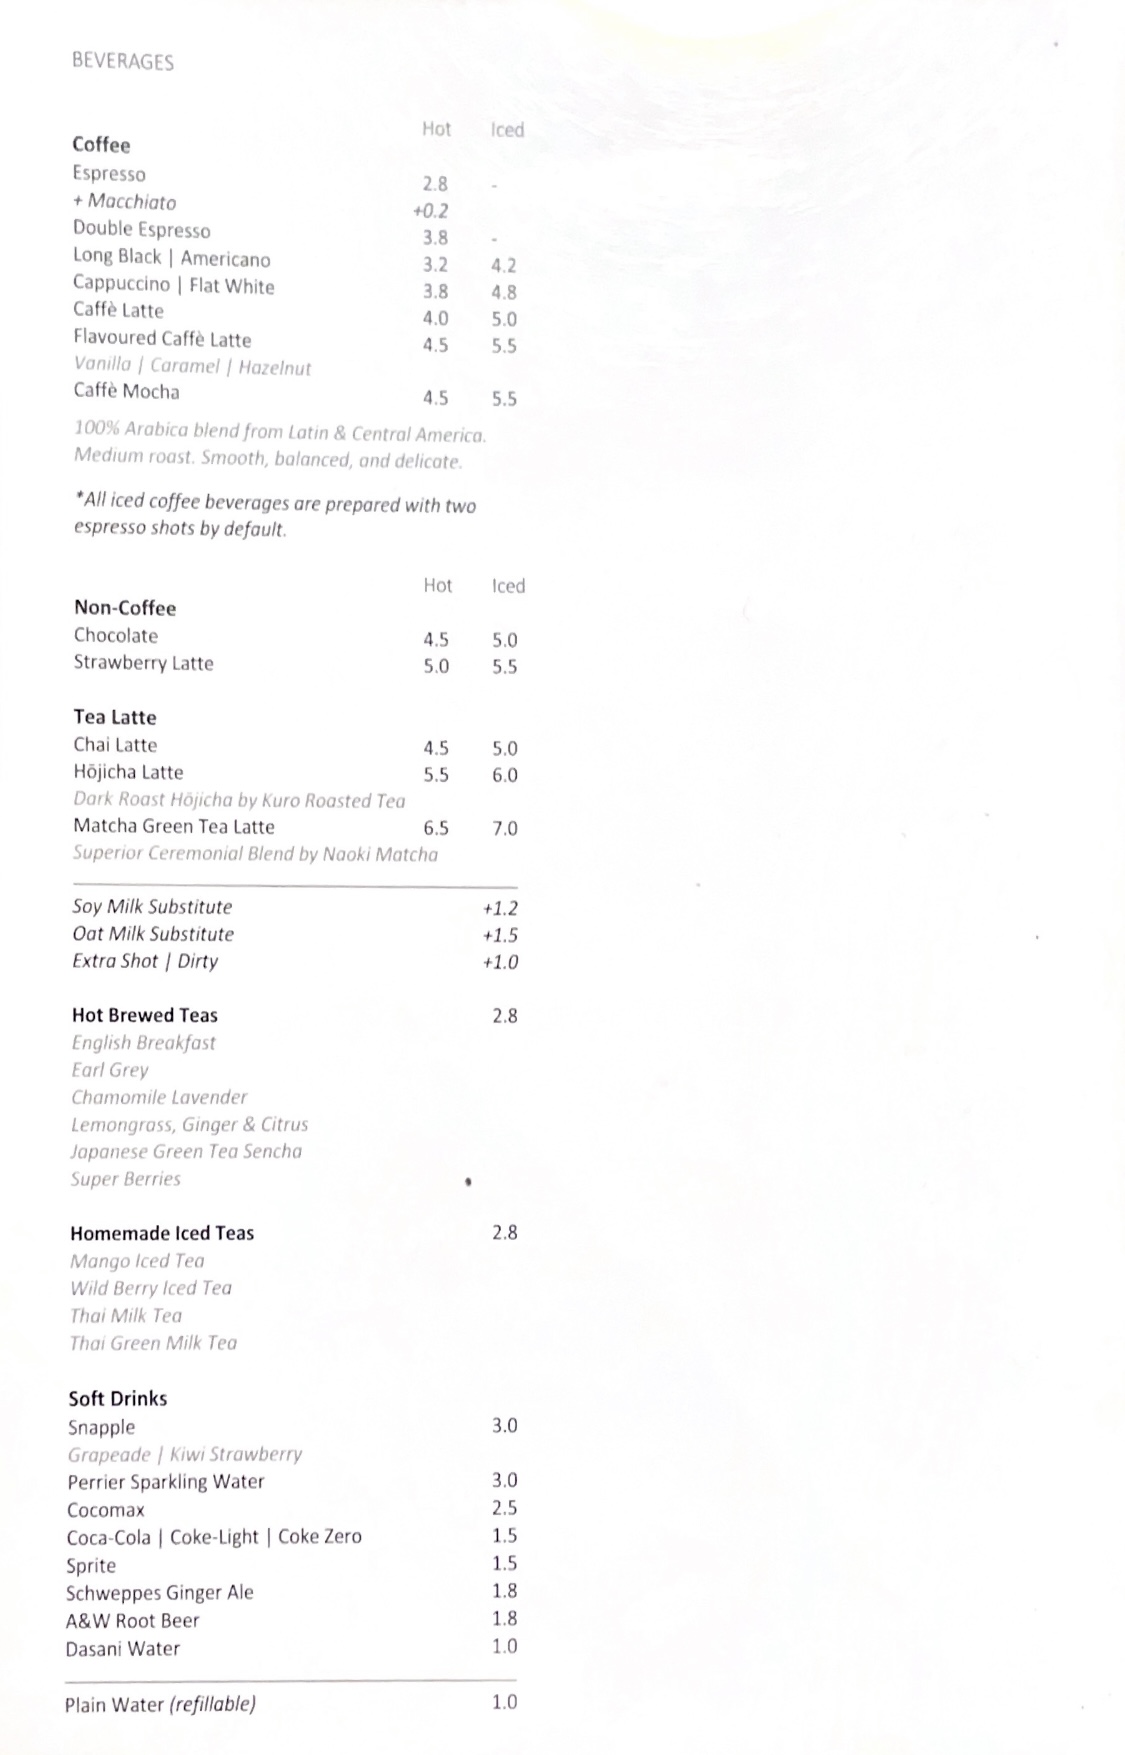 BEVERAGES
Hot Iced
Coffee
Espresso 2.8 -
+ Macchiato +0.2
Double Espresso 3.8 -
Long Black | Americano 3.2 4.2
Cappuccino | Flat White 3.8 4.8
Caffè Latte 4.0 5.0
Flavoured Caffè Latte 4.5 5.5
Vanilla | Caramel | Hazelnut
Caffè Mocha 4.5 5.5
100% Arabica blend from Latin & Central America.
Medium roast. Smooth, balanced, and delicate.
*All iced coffee beverages are prepared with two
espresso shots by default.
Hot Iced
Non-Coffee
Chocolate 4.5 5.0
Strawberry Latte 5.0 5.5
Tea Latte
Chai Latte 4.5 5.0
Hōjicha Latte 5.5 6.0
Dark Roast Hōjicha by Kuro Roasted Tea
Matcha Green Tea Latte 6.5 7.0
Superior Ceremonial Blend by Naoki Matcha
Soy Milk Substitute +1.2
Oat Milk Substitute +1.5
Extra Shot | Dirty +1.0
Hot Brewed Teas 2.8
English Breakfast
Earl Grey
Chamomile Lavender
Lemongrass, Ginger & Citrus
Japanese Green Tea Sencha
Super Berries
Homemade Iced Teas 2.8
Mango Iced Tea
Wild Berry Iced Tea
Thai Milk Tea
Thai Green Milk Tea
Soft Drinks
Snapple 3.0
Grapeade | Kiwi Strawberry
Perrier Sparkling Water 3.0
Cocomax 2.5
Coca-Cola | Coke-Light | Coke Zero 1.5
Sprite 1.5
Schweppes Ginger Ale 1.8
A&W Root Beer 1.8
Dasani Water 1.0
Plain Water (refillable) 1.0